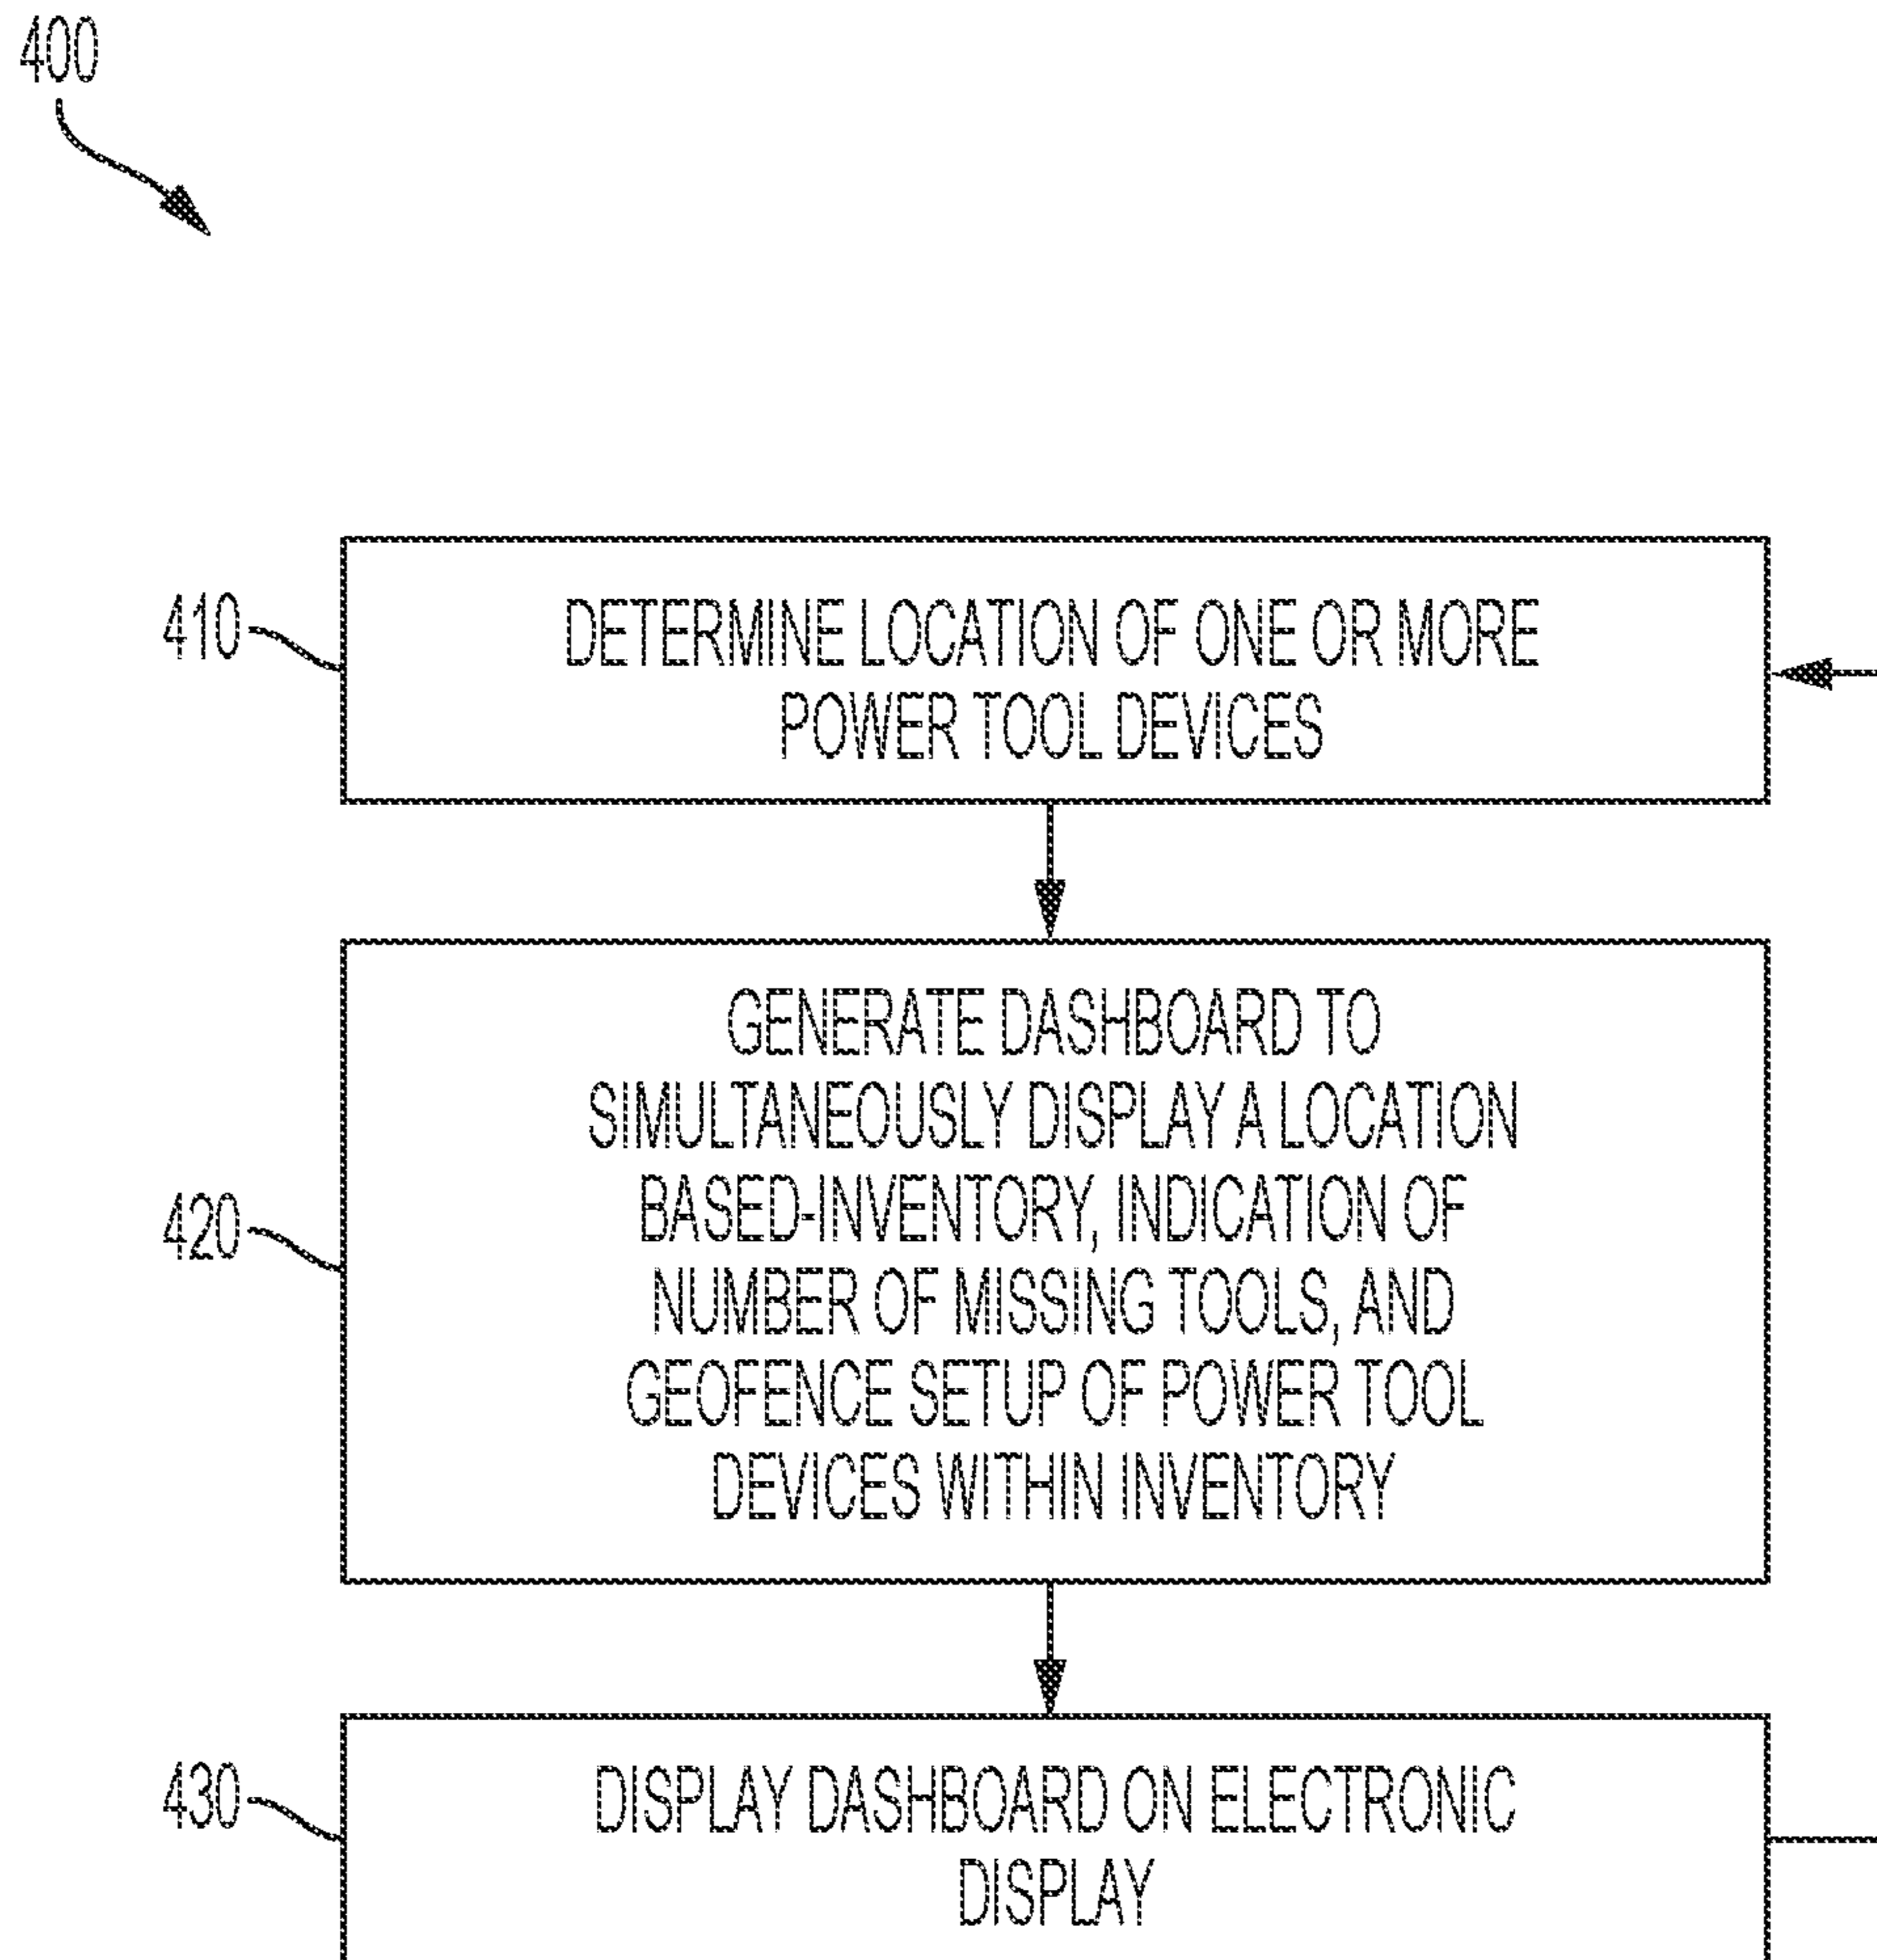 400
410
DETERMINE LOCATION OF ONE OR MORE
POWER TOOL DEVICES
420
GENERATE DASHBOARD TO
SIMULTANEOUSLY DISPLAY A LOCATION
BASED-INVENTORY, INDICATION OF
NUMBER OF MISSING TOOLS, AND
GEOFENCE SETUP OF POWER TOOL
DEVICES WITHIN INVENTORY
430
DISPLAY DASHBOARD ON ELECTRONIC
DISPLAY